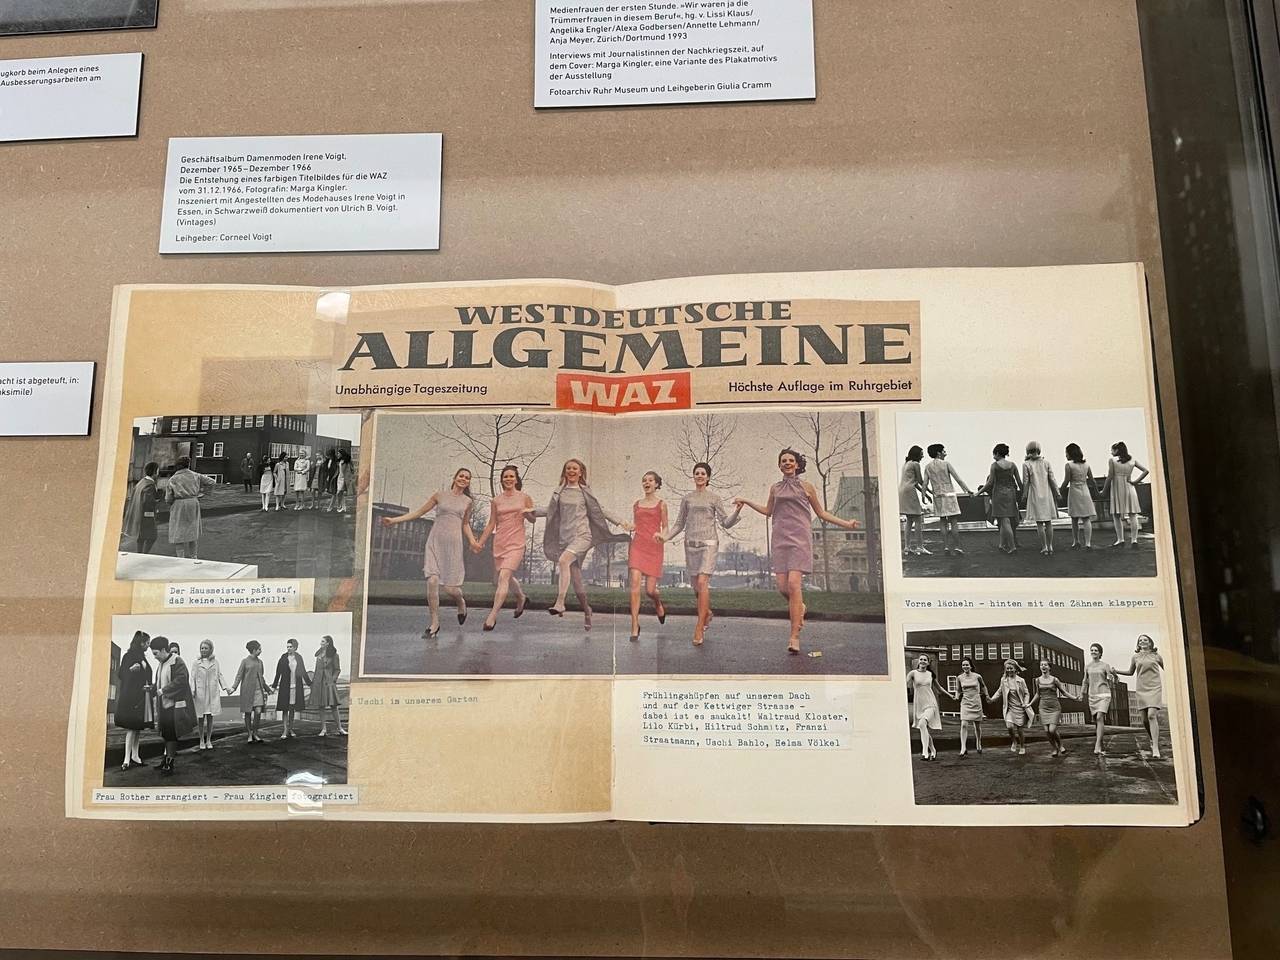 Medienfrauen der ersten Stunde. »Wir waren ja die
Trümmerfrauen in diesem Beruf«, hg. v. Lissi Klaus/
Angelika Engler/Alexa Godbersen/Annette Lehmann/
Anja Meyer, Zürich/Dortmund 1993
Interviews mit Journalistinnen der Nachkriegszeit, auf
dem Cover: Marga Kingler, eine Variante des Plakatmotivs
der Ausstellung
Fotoarchiv Ruhr Museum und Leihgeberin Giulia Cramm
ugkorb beim Anlegen eines
Ausbesserungsarbeiten am
Geschäftsalbum Damenmoden Irene Voigt,
Dezember 1965–Dezember 1966
Die Entstehung eines farbigen Titelbildes für die WAZ
vom 31.12.1966, Fotografin: Marga Kingler.
Inszeniert mit Angestellten des Modehauses Irene Voigt in
Essen, in Schwarzweiß dokumentiert von Ulrich B. Voigt.
(Vintages)
Leihgeber: Corneel Voigt
acht ist abgeteuft, in:
ksimile)
WESTDEUTSCHE
ALLGEMEINE
Unabhängige Tageszeitung
WAZ
Höchste Auflage im Ruhrgebiet
Der Hausmeister paßt auf,
daß keine herunterfällt
Frau Rother arrangiert - Frau Kingler fotografiert
Uschi in unserem Garten
Frühlingshüpfen auf unserem Dach
und auf der Kettwiger Strasse -
dabei ist es saukalt! Waltraud Kloster,
Lilo Kürbi, Hiltrud Schmitz, Franzi
Straatmann, Uschi Bahlo, Helma Völkel
Vorne lächeln - hinten mit den Zähnen klappern